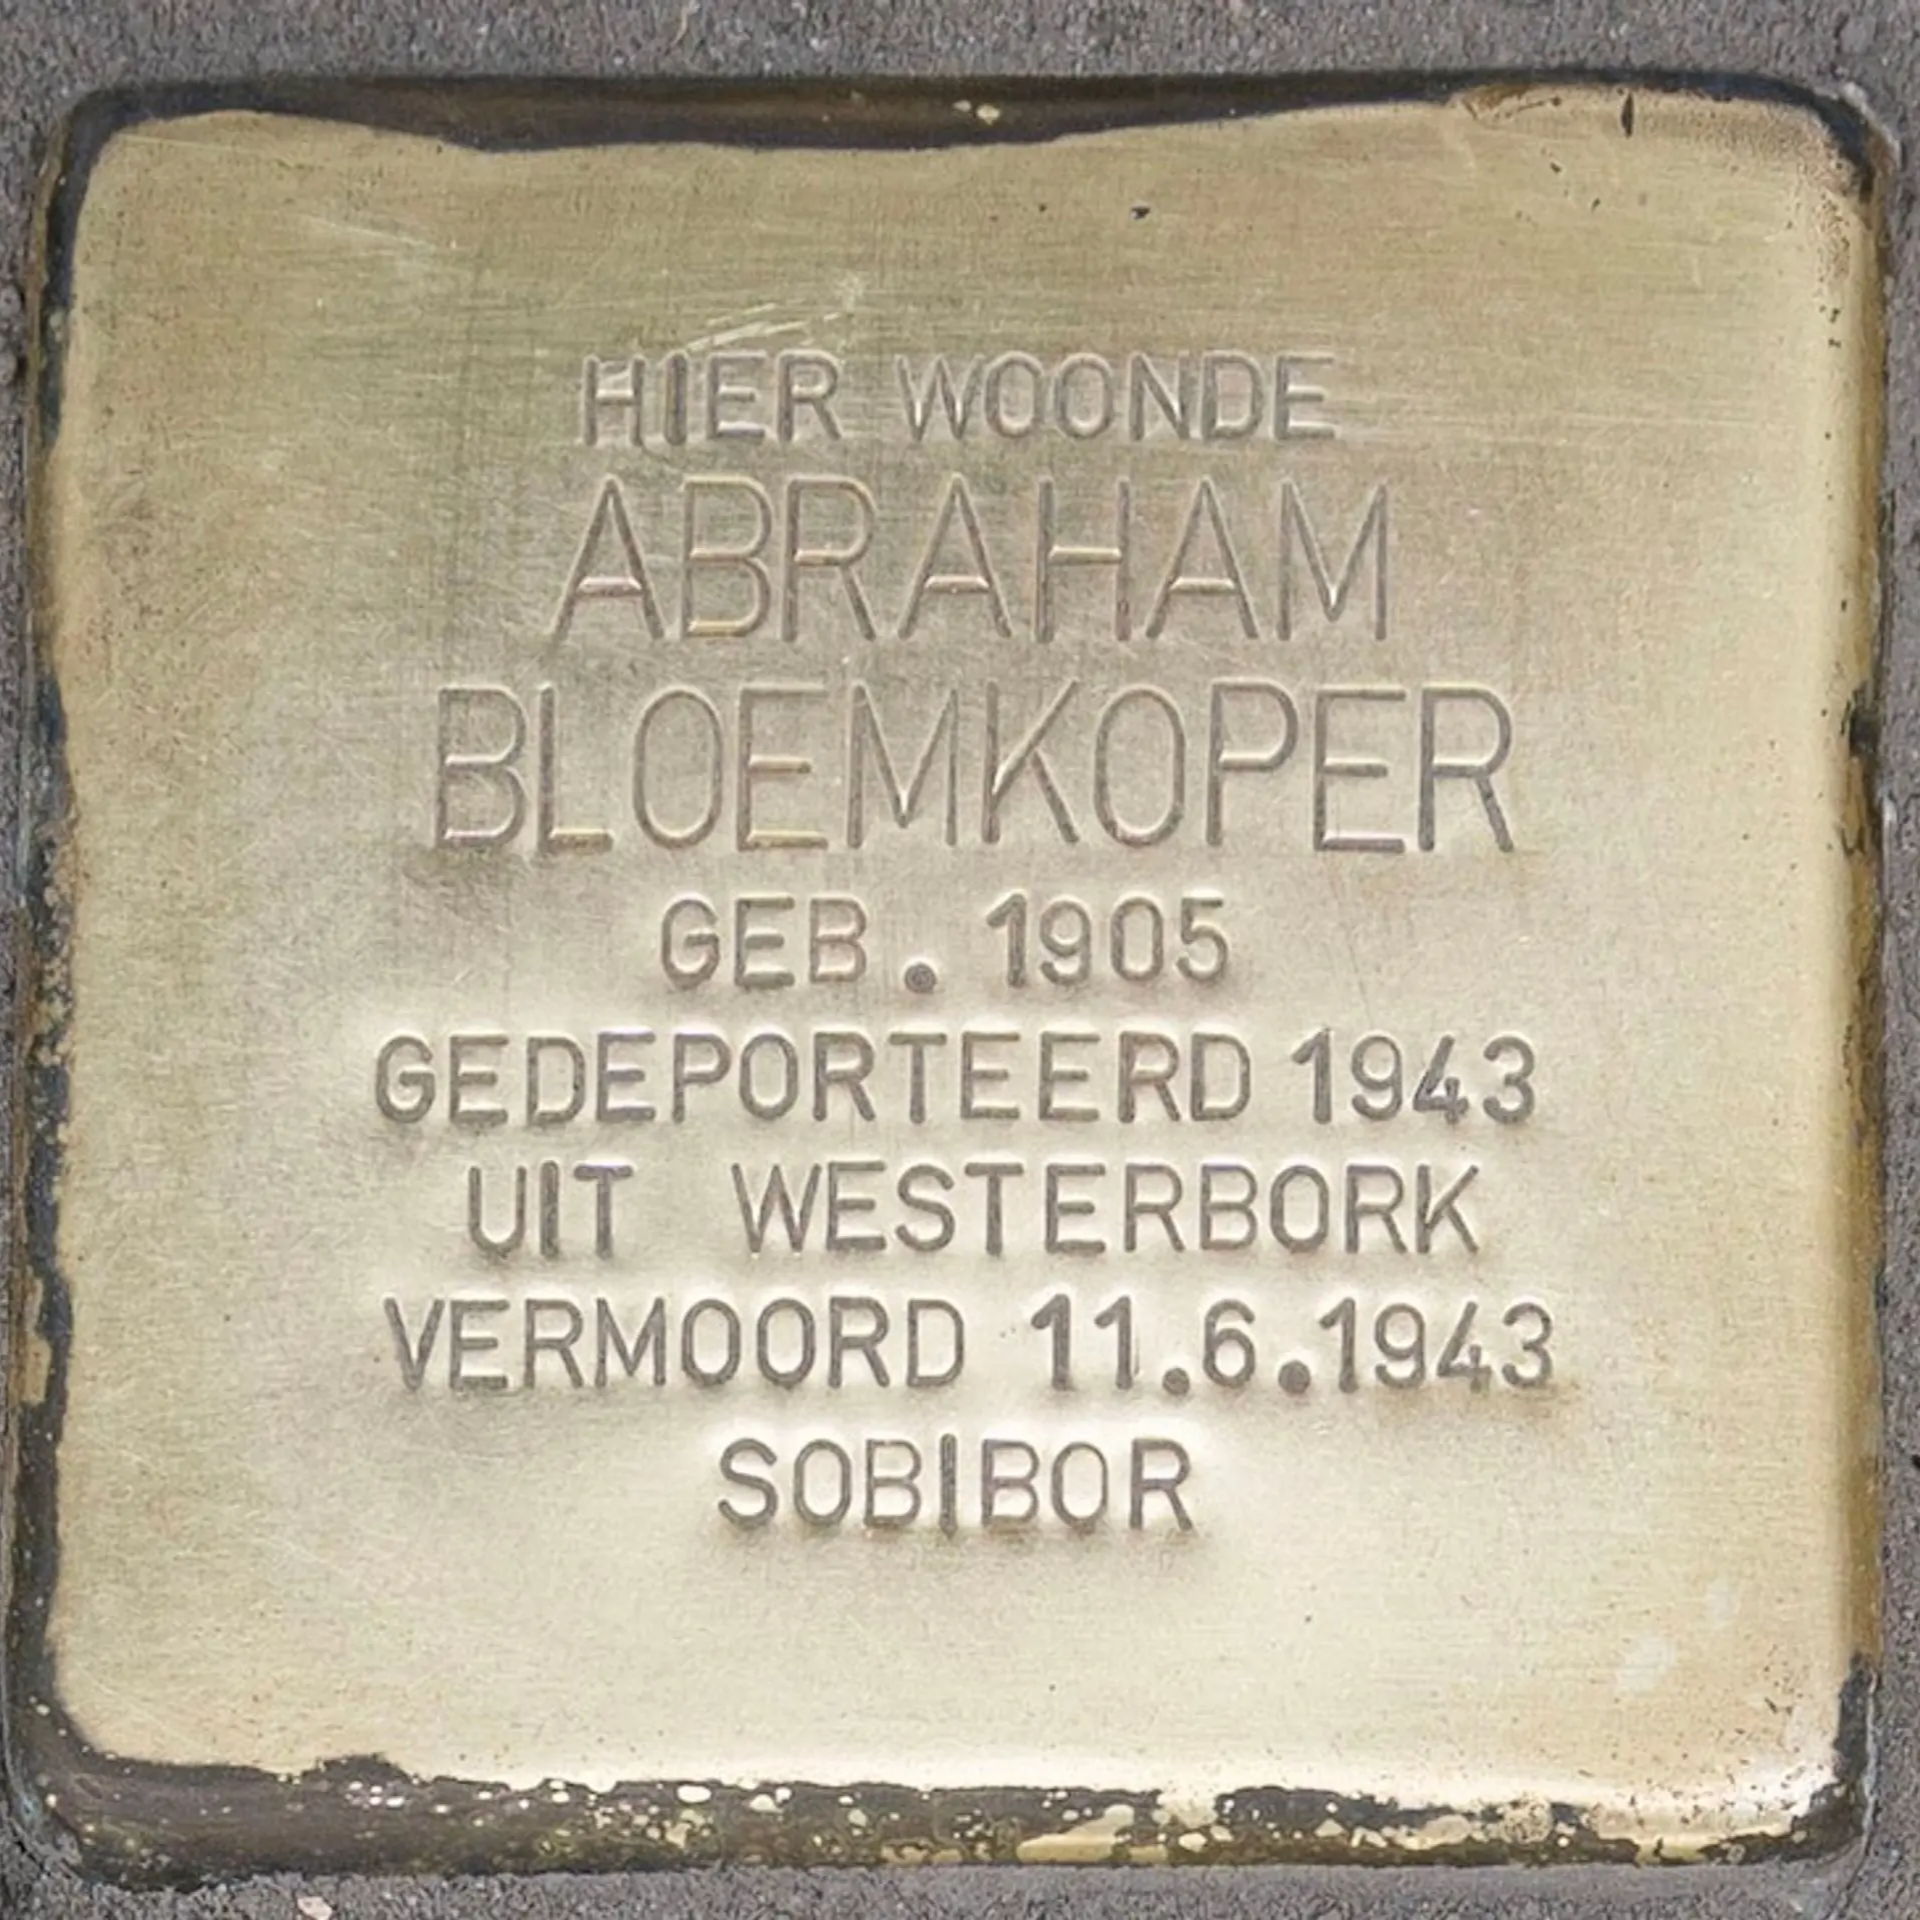 HIER WOONDE
ABRAHAM
BLOEMKOPER
GEB. 1905
GEDEPORTEERD 1943
UIT WESTERBORK
VERMOORD 11.6.1943
SOBIBOR